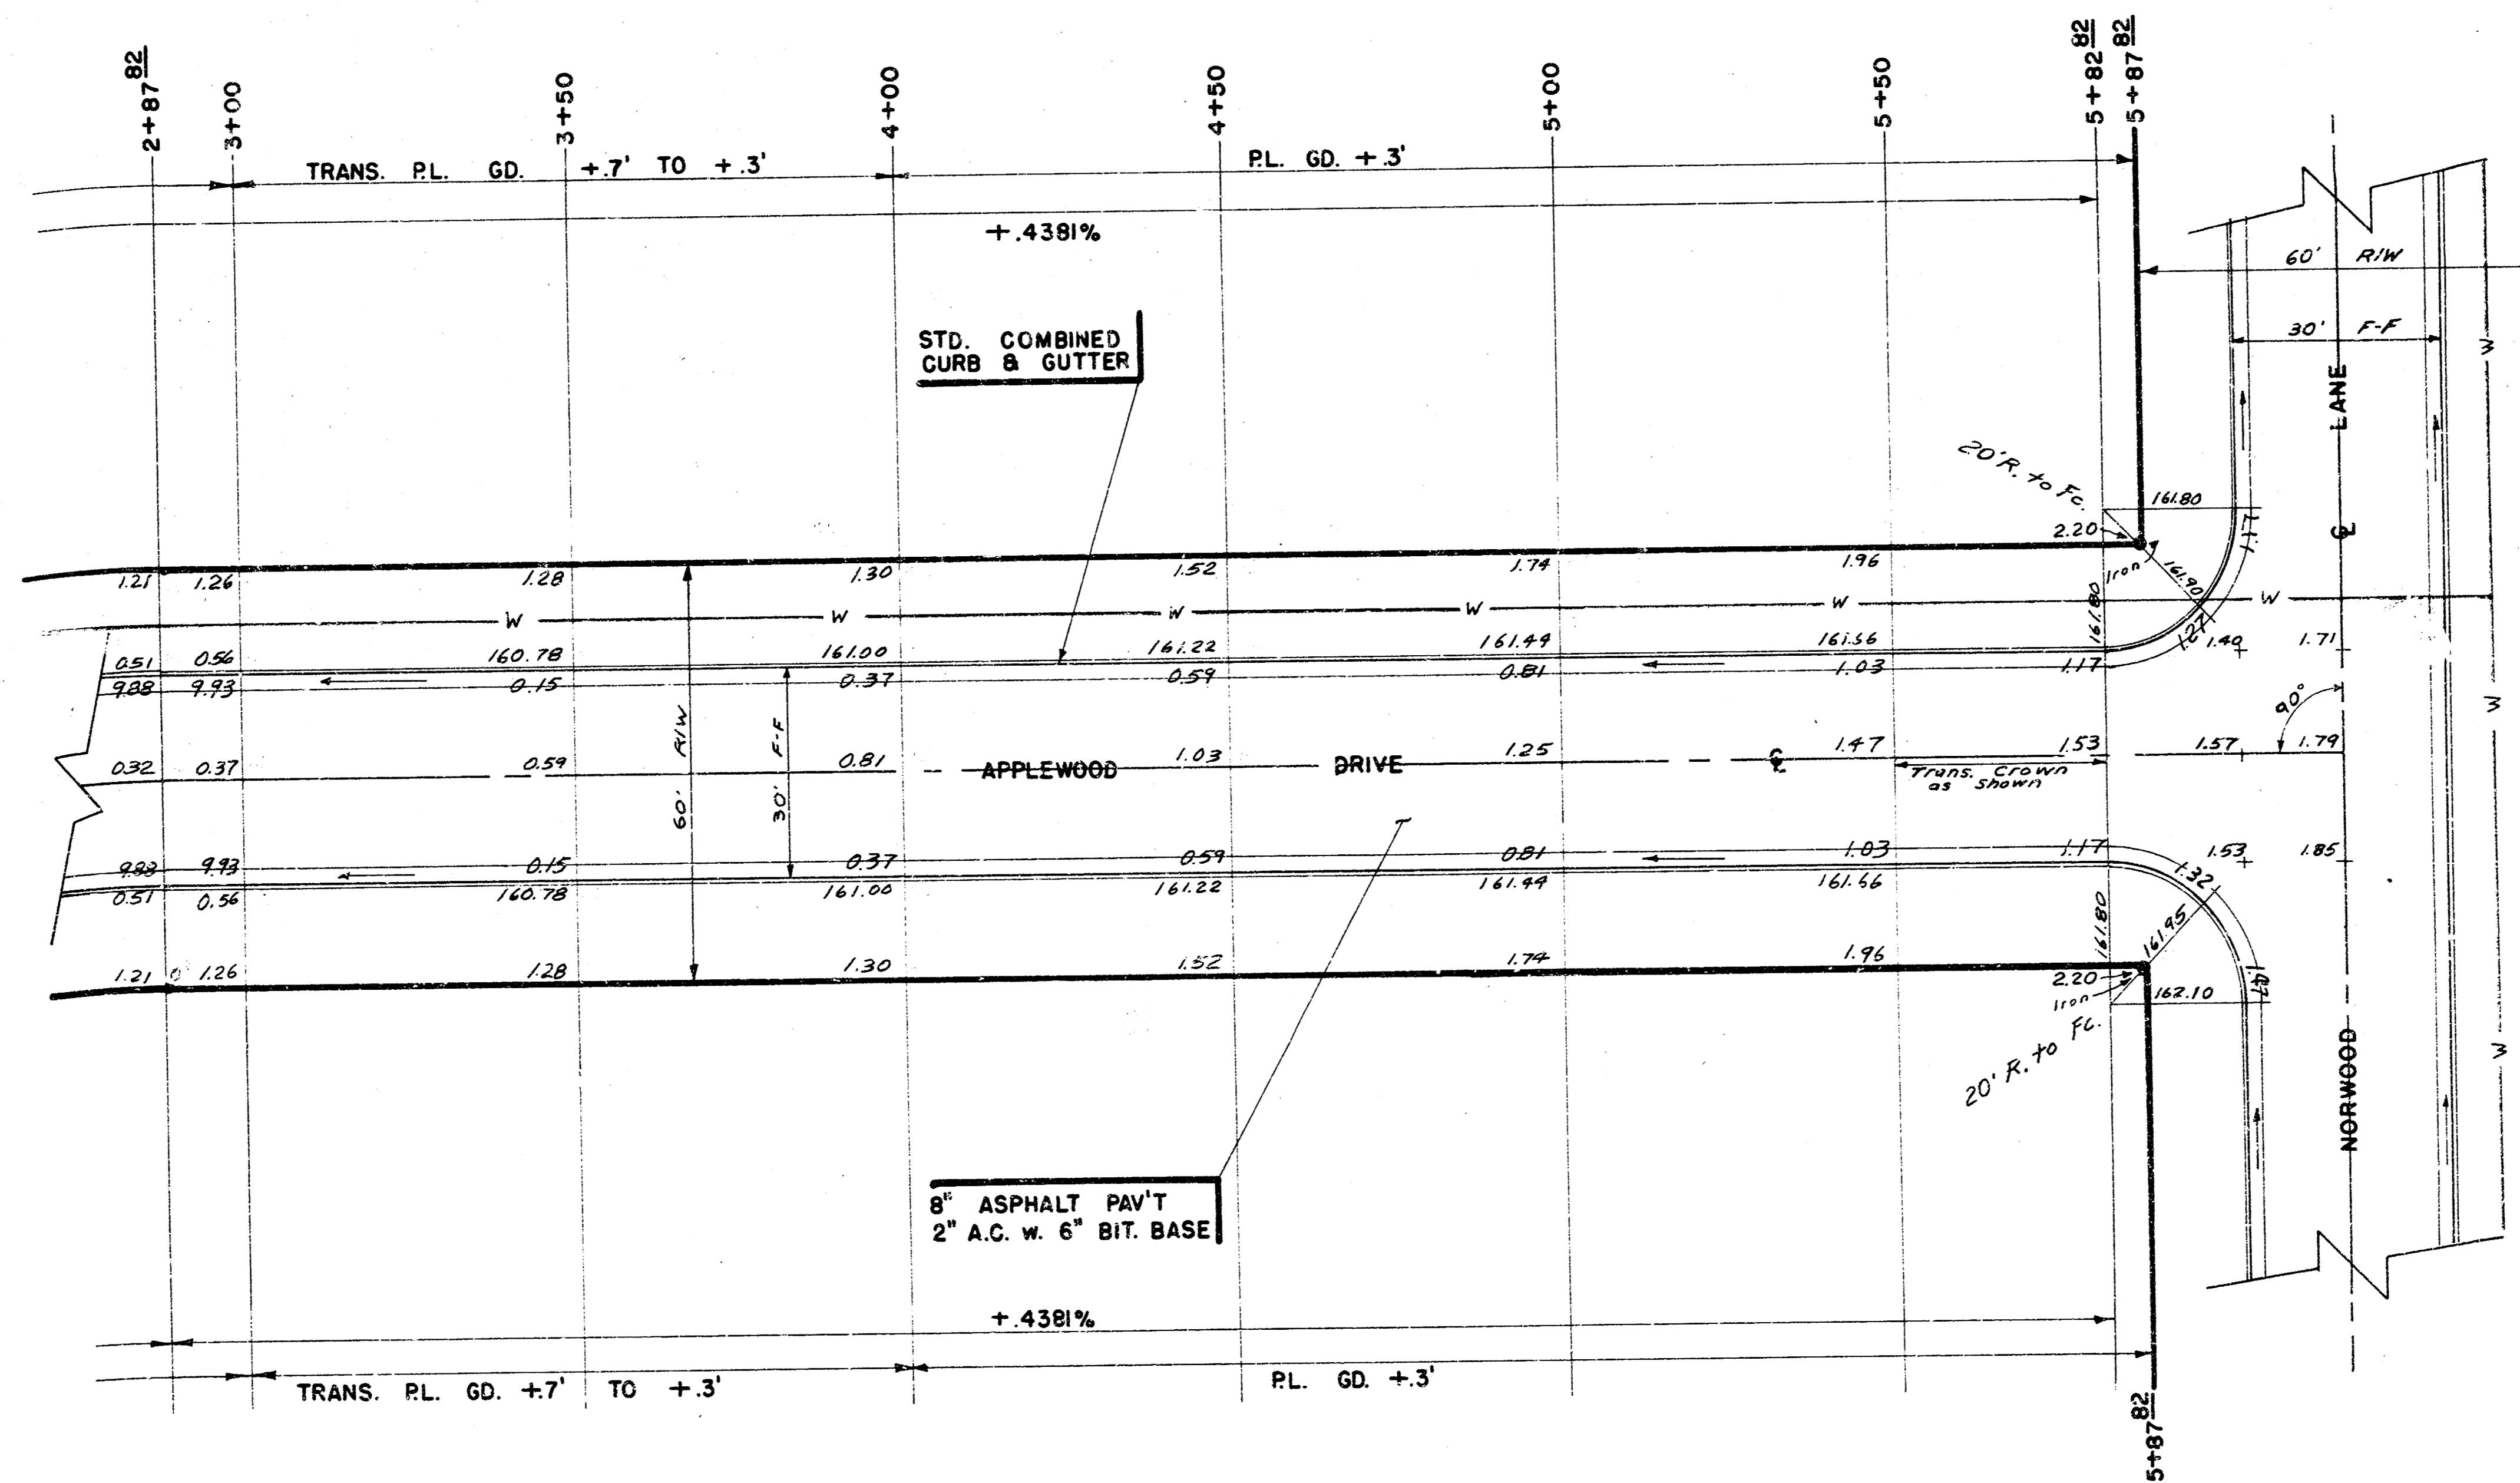 2+87 82
3+00
3+50
4+00
4+50
5+00
5+50
5+82 82
5+87 82
TRANS. P.L. GD. +.7' TO +.3'
P.L. GD. +.3'
+.4381%
60' R/W
30' F-F
STD. COMBINED
CURB & GUTTER
LANE
W
20' R. to Fc.
161.80
2.20
Iron
161.90
161.80
1.17
1.27
1.40
1.71
1.21 1.26 1.28 1.30 1.52 1.74 1.96
W W W W W W
0.51 0.56 160.78 161.00 161.22 161.44 161.66
9.88 9.93 0.15 0.37 0.59 0.81 1.03 1.17
60' R/W
30' F-F
90°
W
0.32 0.37 0.59 0.81 APPLEWOOD 1.03 DRIVE 1.25 ℄ 1.47 1.53 1.57 1.79
Trans. Crown
as shown
℄
9.88 9.93 0.15 0.37 0.59 0.81 1.03 1.17 1.53 1.85
0.51 0.56 160.78 161.00 161.22 161.44 161.66
1.32
161.80
161.95
1.21 1.26 1.28 1.30 1.52 1.74 1.96
2.20
Iron
162.10
1.47
20' R. to Fc.
NORWOOD
W
8" ASPHALT PAV'T
2" A.C. W. 6" BIT. BASE
+.4381%
TRANS. P.L. GD. +.7' TO +.3'
P.L. GD. +.3'
5+87 82